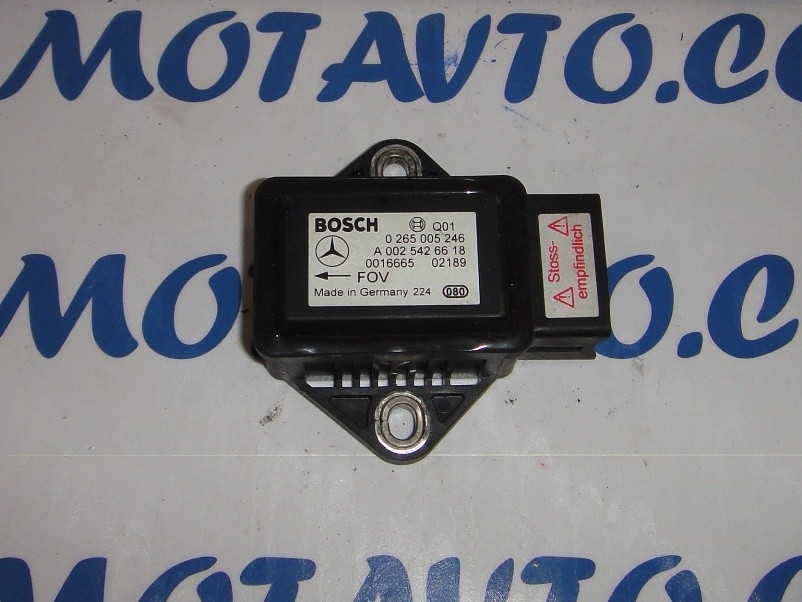 MOTAVTO.CO
BOSCH Q01
0 265 005 246
A 002 542 66 18
0016665 02189
FOV
Made in Germany 224 080
Stoss-
empfindlich
MOTAVTO.C
MOTAVTO.C